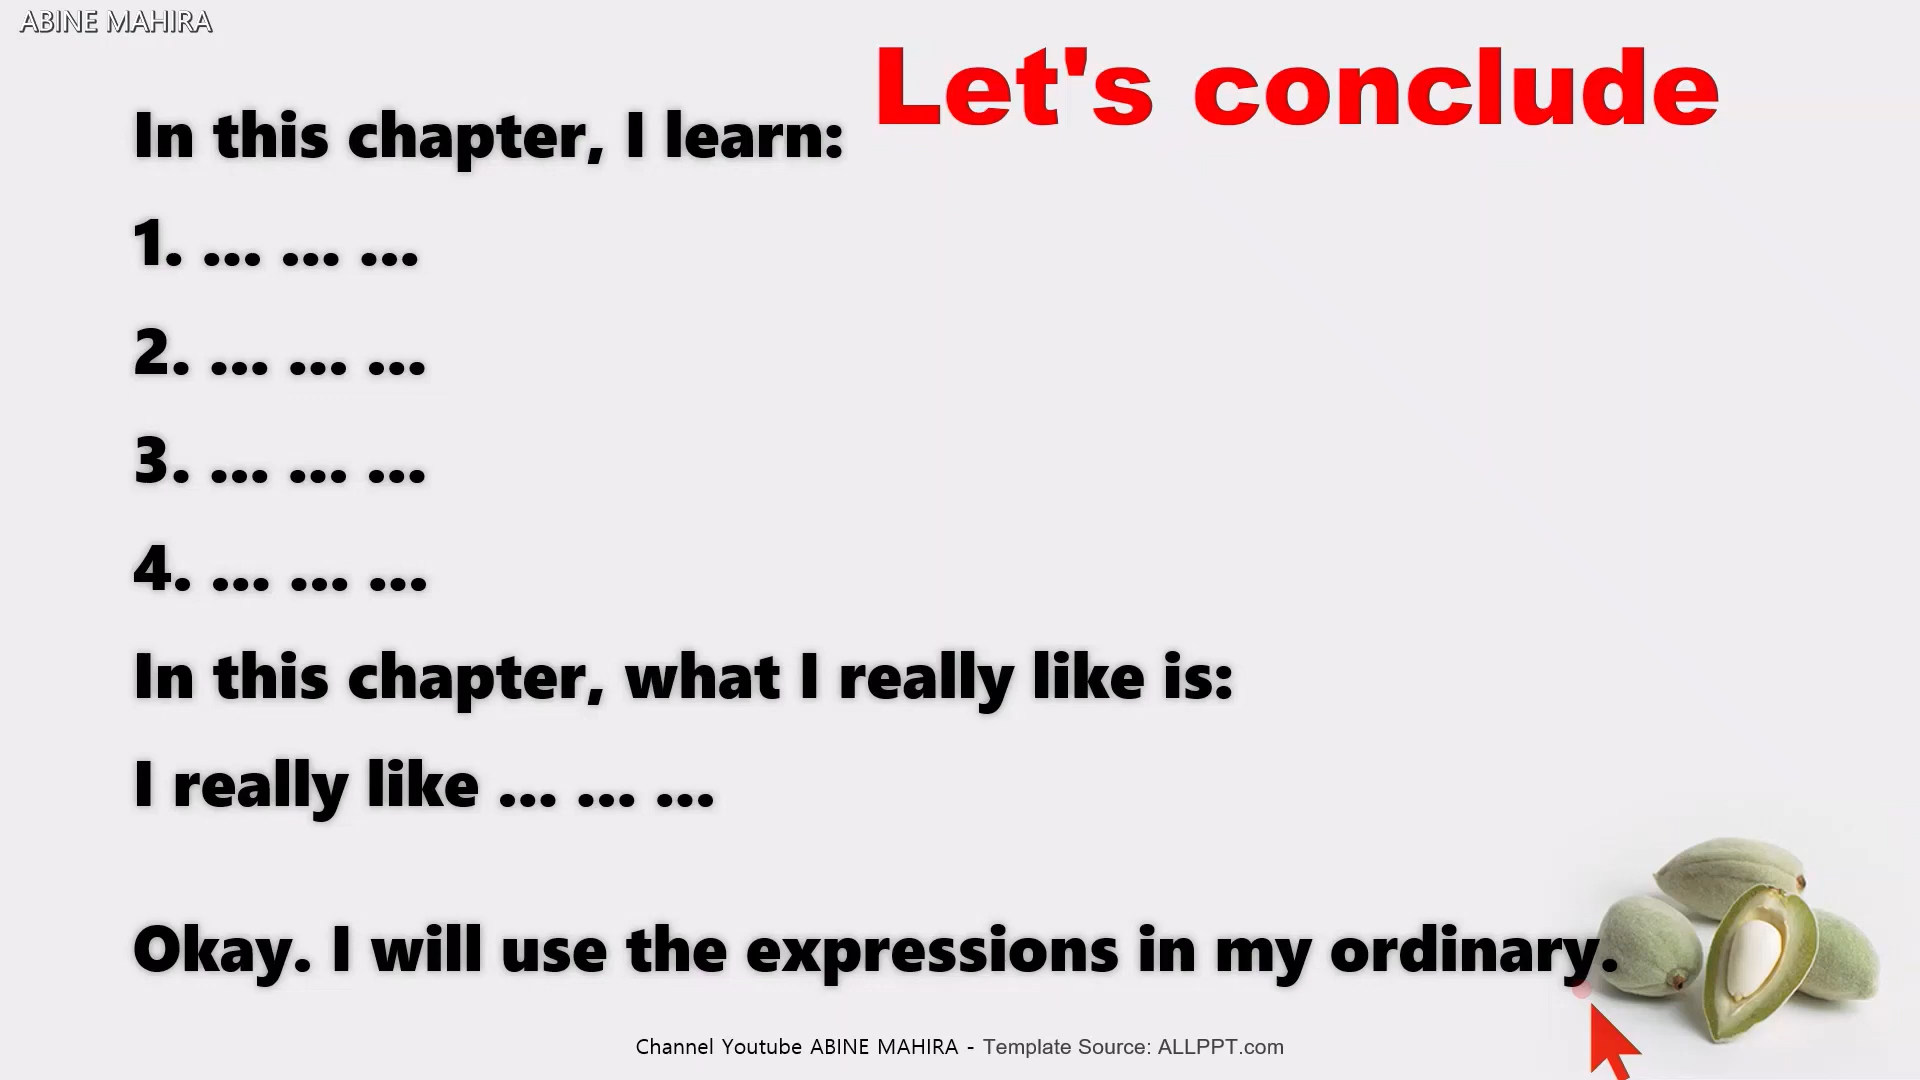 ABINE MAHIRA
Let's conclude
In this chapter, I learn:
1. ... ... ...
2. ... ... ...
3. ... ... ...
4. ... ... ...
In this chapter, what I really like is:
I really like ... ... ...
Okay. I will use the expressions in my ordinary.
Channel Youtube ABINE MAHIRA - Template Source: ALLPPT.com